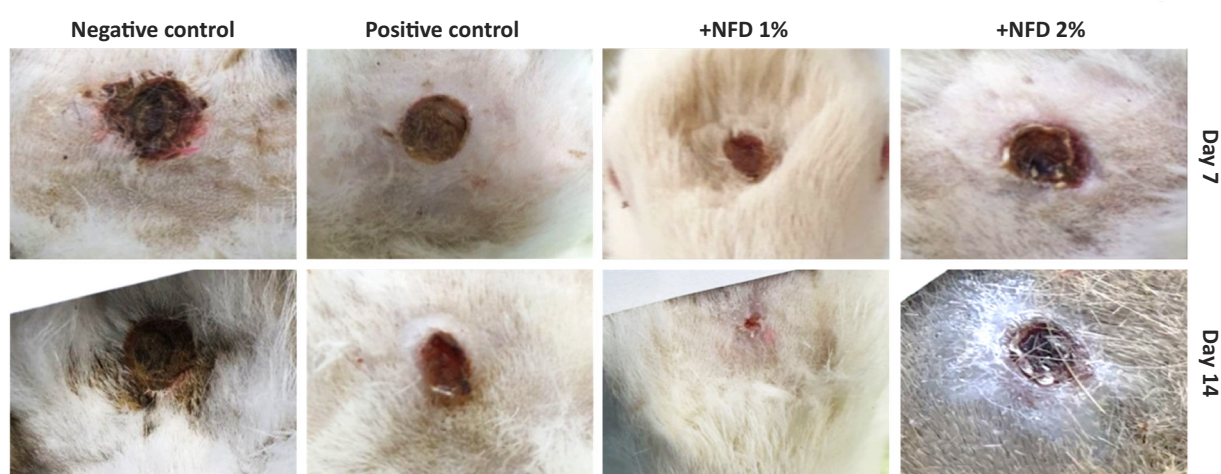 Negative control
Positive control
+NFD 1%
+NFD 2%
Day 7
Day 14